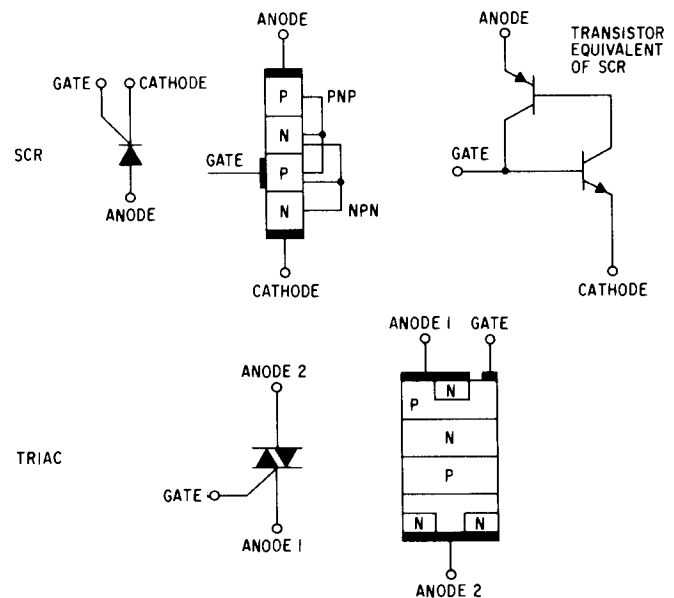 SCR
GATE
CATHODE
ANODE
ANODE
P
PNP
N
GATE
P
N
NPN
CATHODE
ANODE
TRANSISTOR
EQUIVALENT
OF SCR
GATE
CATHODE
TRIAC
ANODE 2
GATE
ANODE 1
ANODE 1
GATE
N
P
N
P
N
N
ANODE 2